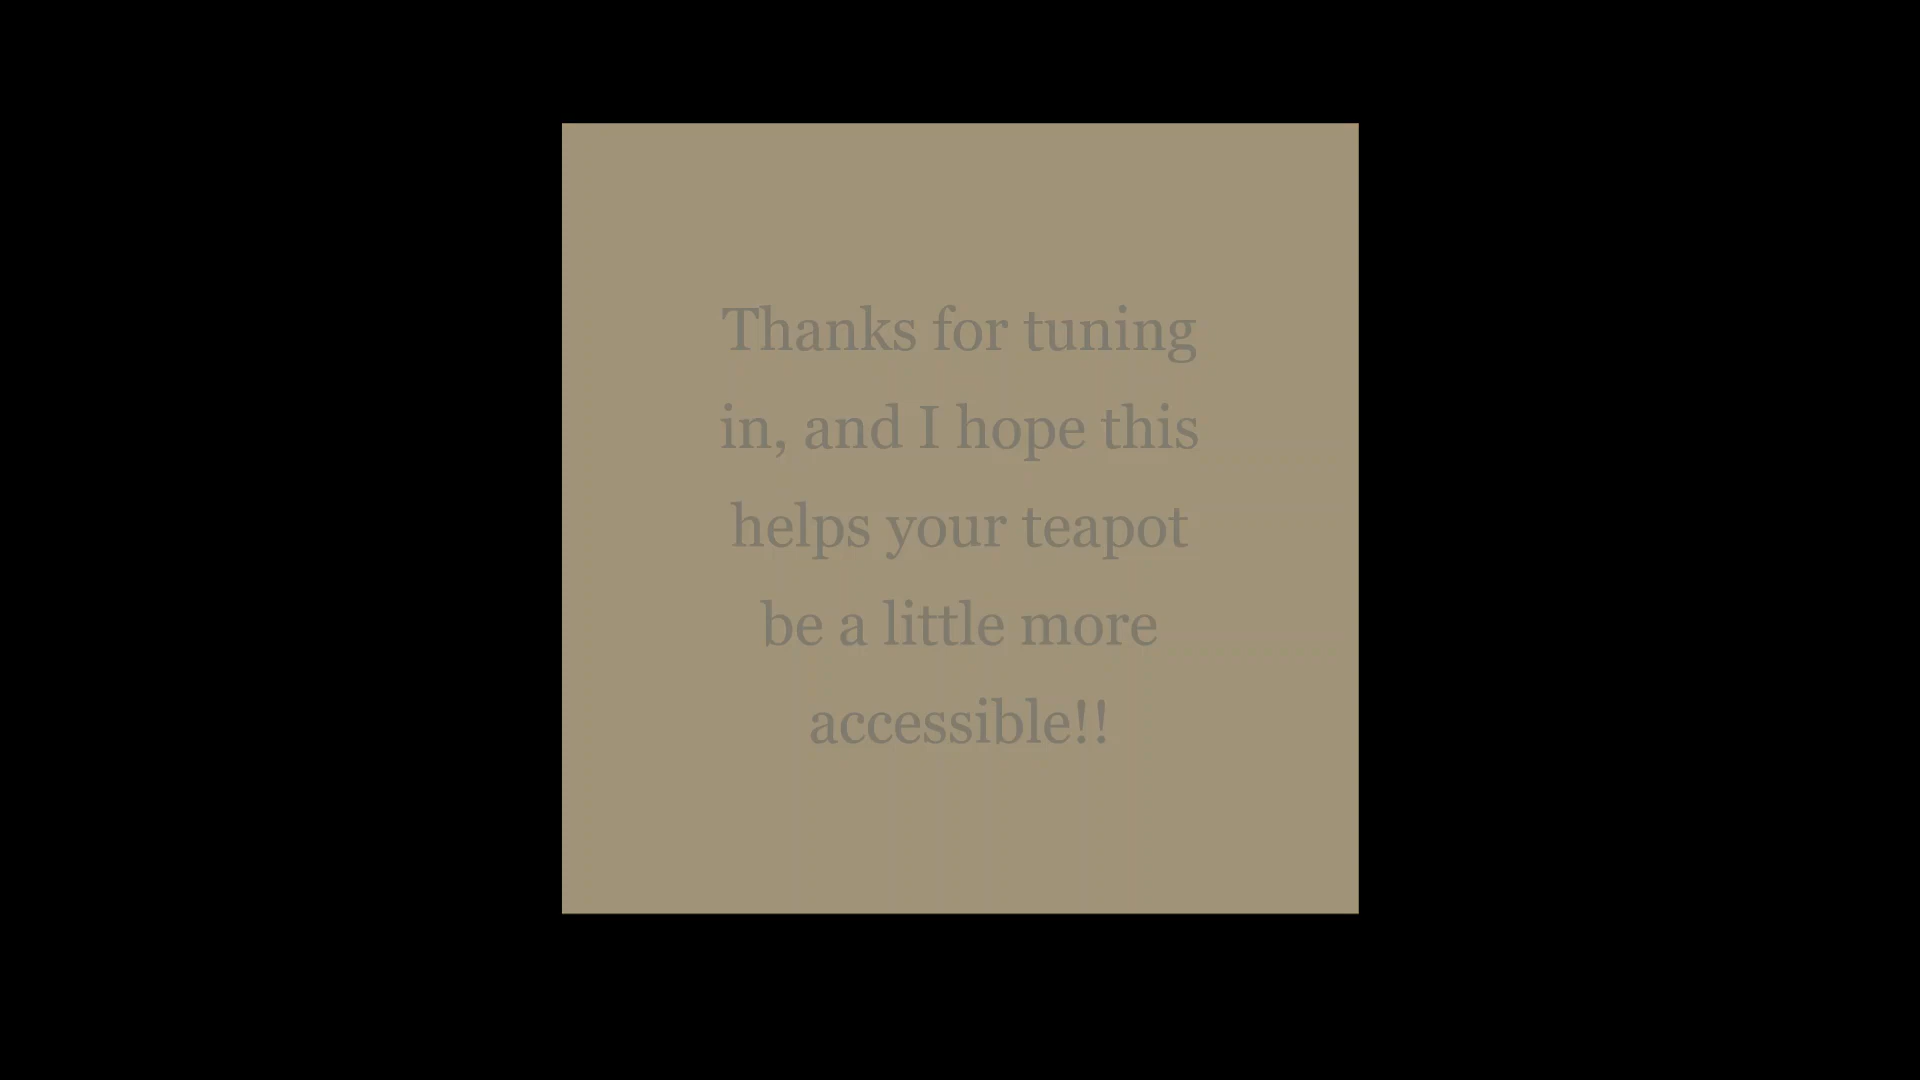 Thanks for tuning
in, and I hope this
helps your teapot
be a little more
accessible!!